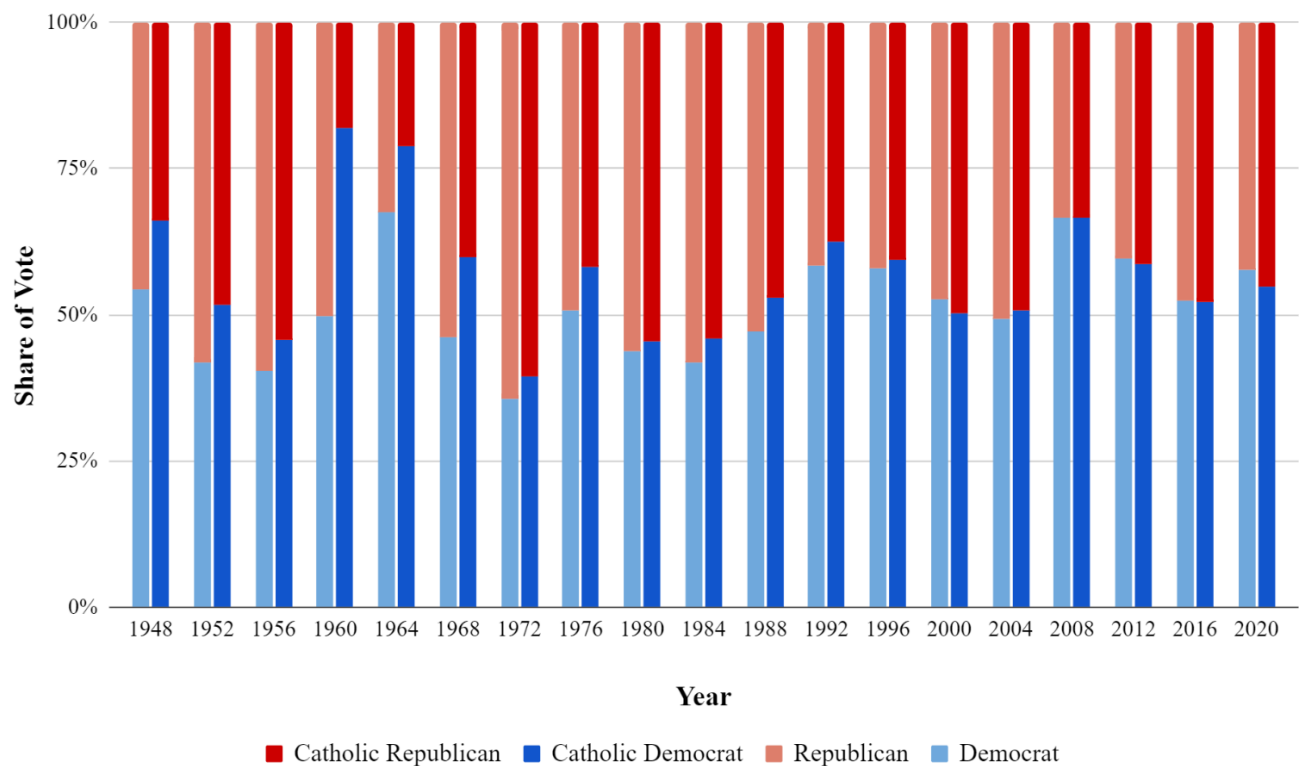 100%
75%
50%
25%
0%
Share of Vote
1948 1952 1956 1960 1964 1968 1972 1976 1980 1984 1988 1992 1996 2000 2004 2008 2012 2016 2020
Year
Catholic Republican Catholic Democrat Republican Democrat